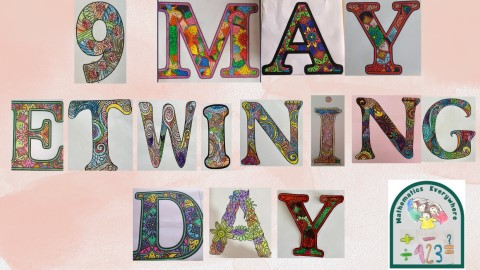 9 MAY
ETWINING
DAY
Mathematics Everywhere
123